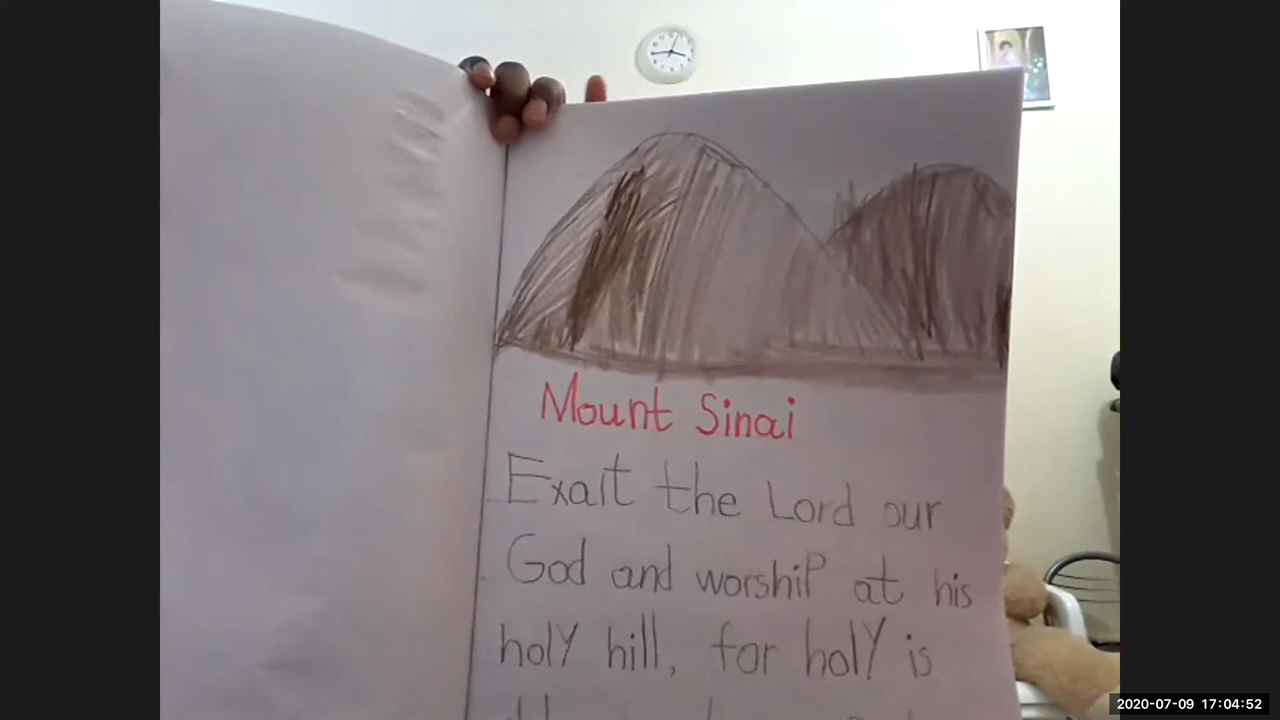 Mount Sinai
Exalt the Lord our
God and worship at his
holy hill, for holy is
2020-07-09 17:04:52